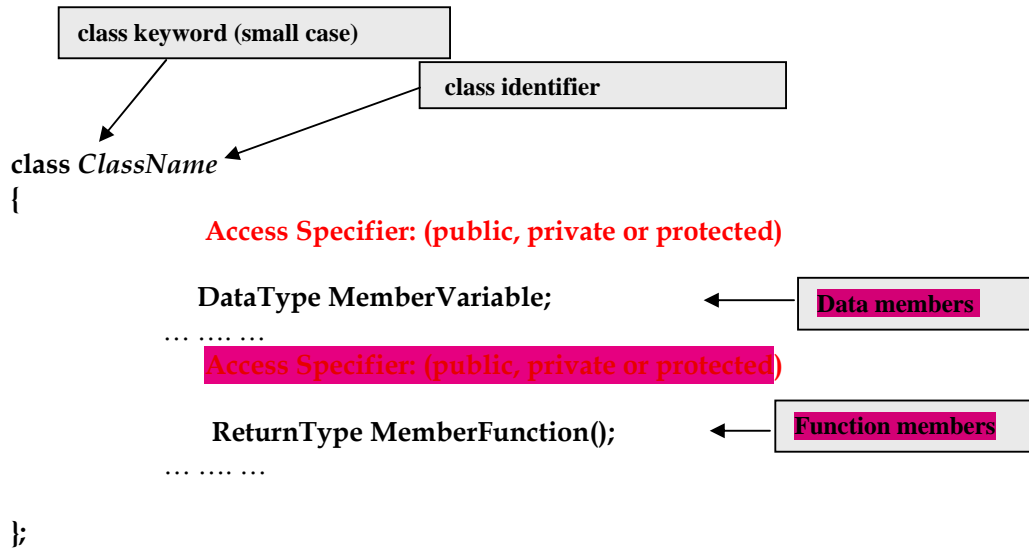 class keyword (small case)
class identifier
class ClassName
{
Access Specifier: (public, private or protected)
DataType MemberVariable;
Data members
… …. …
Access Specifier: (public, private or protected)
ReturnType MemberFunction();
Function members
… …. …
};